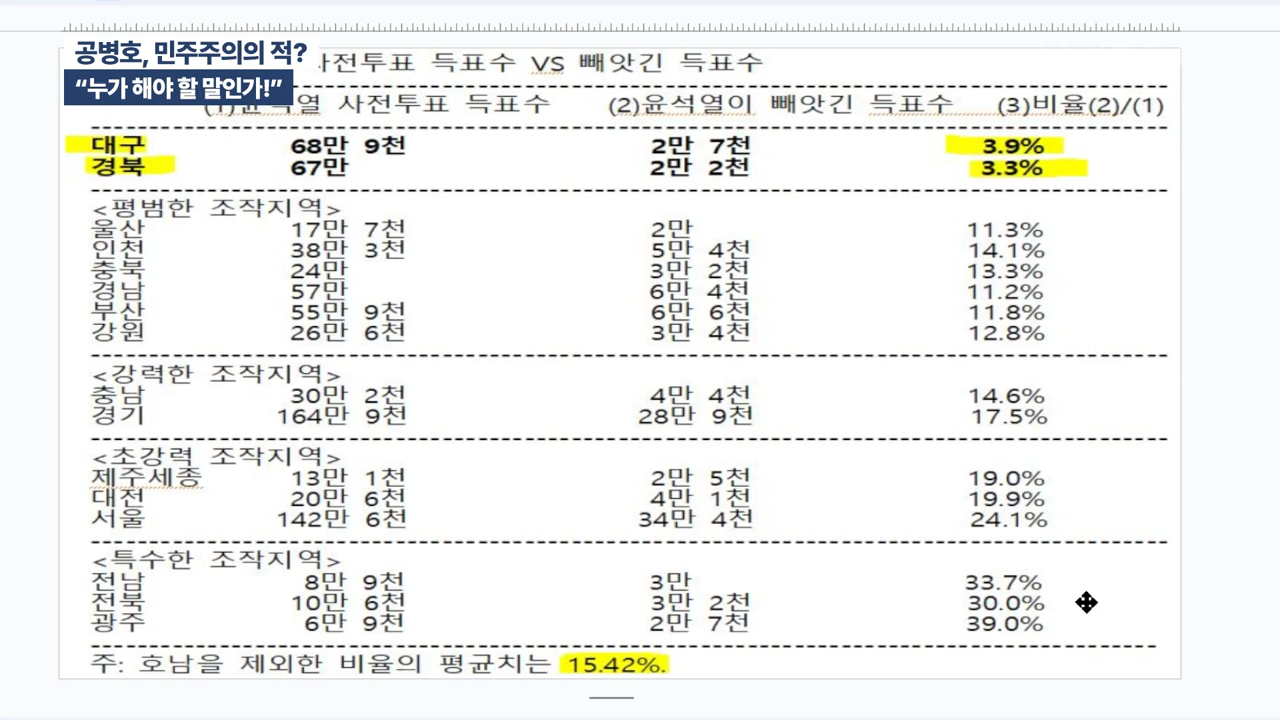 공병호, 민주주의의 적?
“누가 해야 할 말인가!”
사전투표 득표수 vs 빼앗긴 득표수
(1)윤석열 사전투표 득표수 (2)윤석열이 빼앗긴 득표수 (3)비율(2)/(1)
대구 68만 9천 2만 7천 3.9%
경북 67만 2만 2천 3.3%
<평범한 조작지역>
울산 17만 7천 2만 11.3%
인천 38만 3천 5만 4천 14.1%
충북 24만 3만 2천 13.3%
경남 57만 6만 4천 11.2%
부산 55만 9천 6만 6천 11.8%
강원 26만 6천 3만 4천 12.8%
<강력한 조작지역>
충남 30만 2천 4만 4천 14.6%
경기 164만 9천 28만 9천 17.5%
<초강력 조작지역>
제주세종 13만 1천 2만 5천 19.0%
대전 20만 6천 4만 1천 19.9%
서울 142만 6천 34만 4천 24.1%
<특수한 조작지역>
전남 8만 9천 3만 33.7%
전북 10만 6천 3만 2천 30.0%
광주 6만 9천 2만 7천 39.0%
주: 호남을 제외한 비율의 평균치는 15.42%.